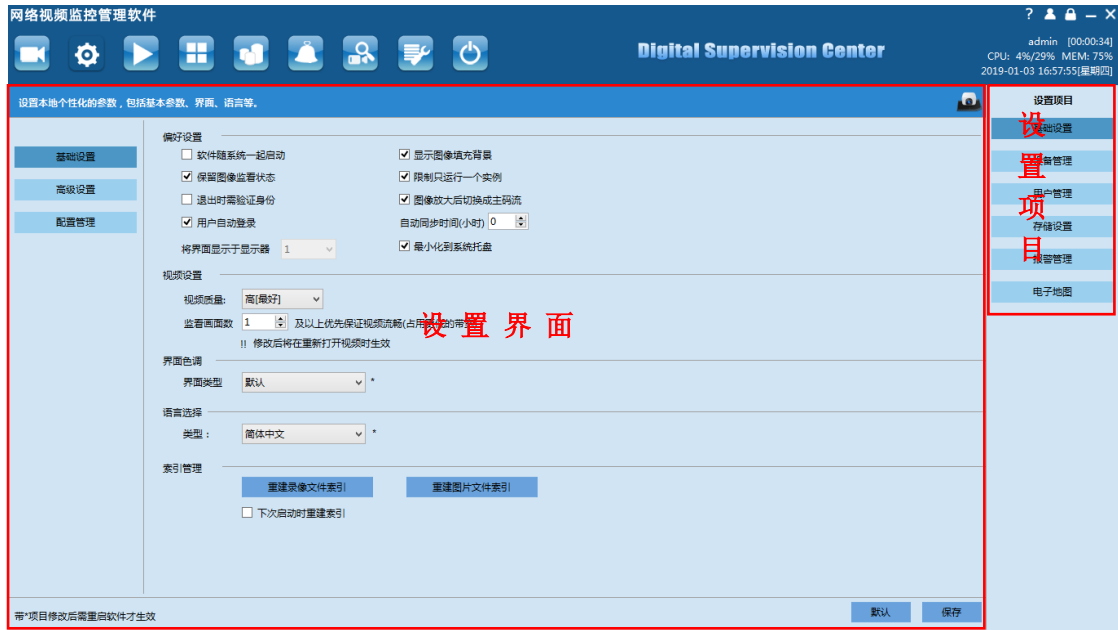 网络视频监控管理软件
?
Digital Supervision Center
admin [00:00:34]
CPU: 4%/29% MEM: 75%
2019-01-03 16:57:55[星期四]
设置本地个性化的参数，包括基本参数、界面、语言等。
基础设置
高级设置
配置管理
偏好设置
软件随系统一起启动
显示图像填充背景
保留图像监看状态
限制只运行一个实例
退出时需验证身份
图像放大后切换成主码流
用户自动登录
自动同步时间(小时) 0
将界面显示于显示器 1
最小化到系统托盘
视频设置
视频质量: 高[最好]
监看画面数 1 及以上优先保证视频流畅(占用
的带
!! 修改后将在重新打开视频时生效
设置界面
界面色调
界面类型 默认 *
语言选择
类型： 简体中文 *
索引管理
重建录像文件索引
重建图片文件索引
下次启动时重建索引
带*项目修改后需重启软件才生效
默认
保存
设置项目
基础设置
备管理
用户管理
存储设置
报警管理
电子地图
设置项目